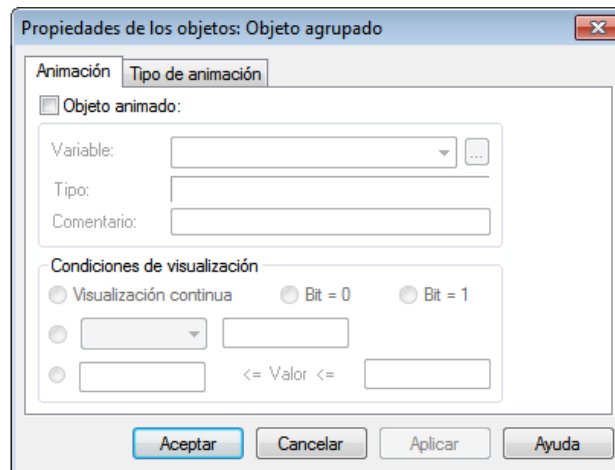 Propiedades de los objetos: Objeto agrupado
Animación Tipo de animación
Objeto animado:
Variable: ...
Tipo:
Comentario:
Condiciones de visualización
Visualización continua Bit = 0 Bit = 1
<= Valor <=
Aceptar Cancelar Aplicar Ayuda